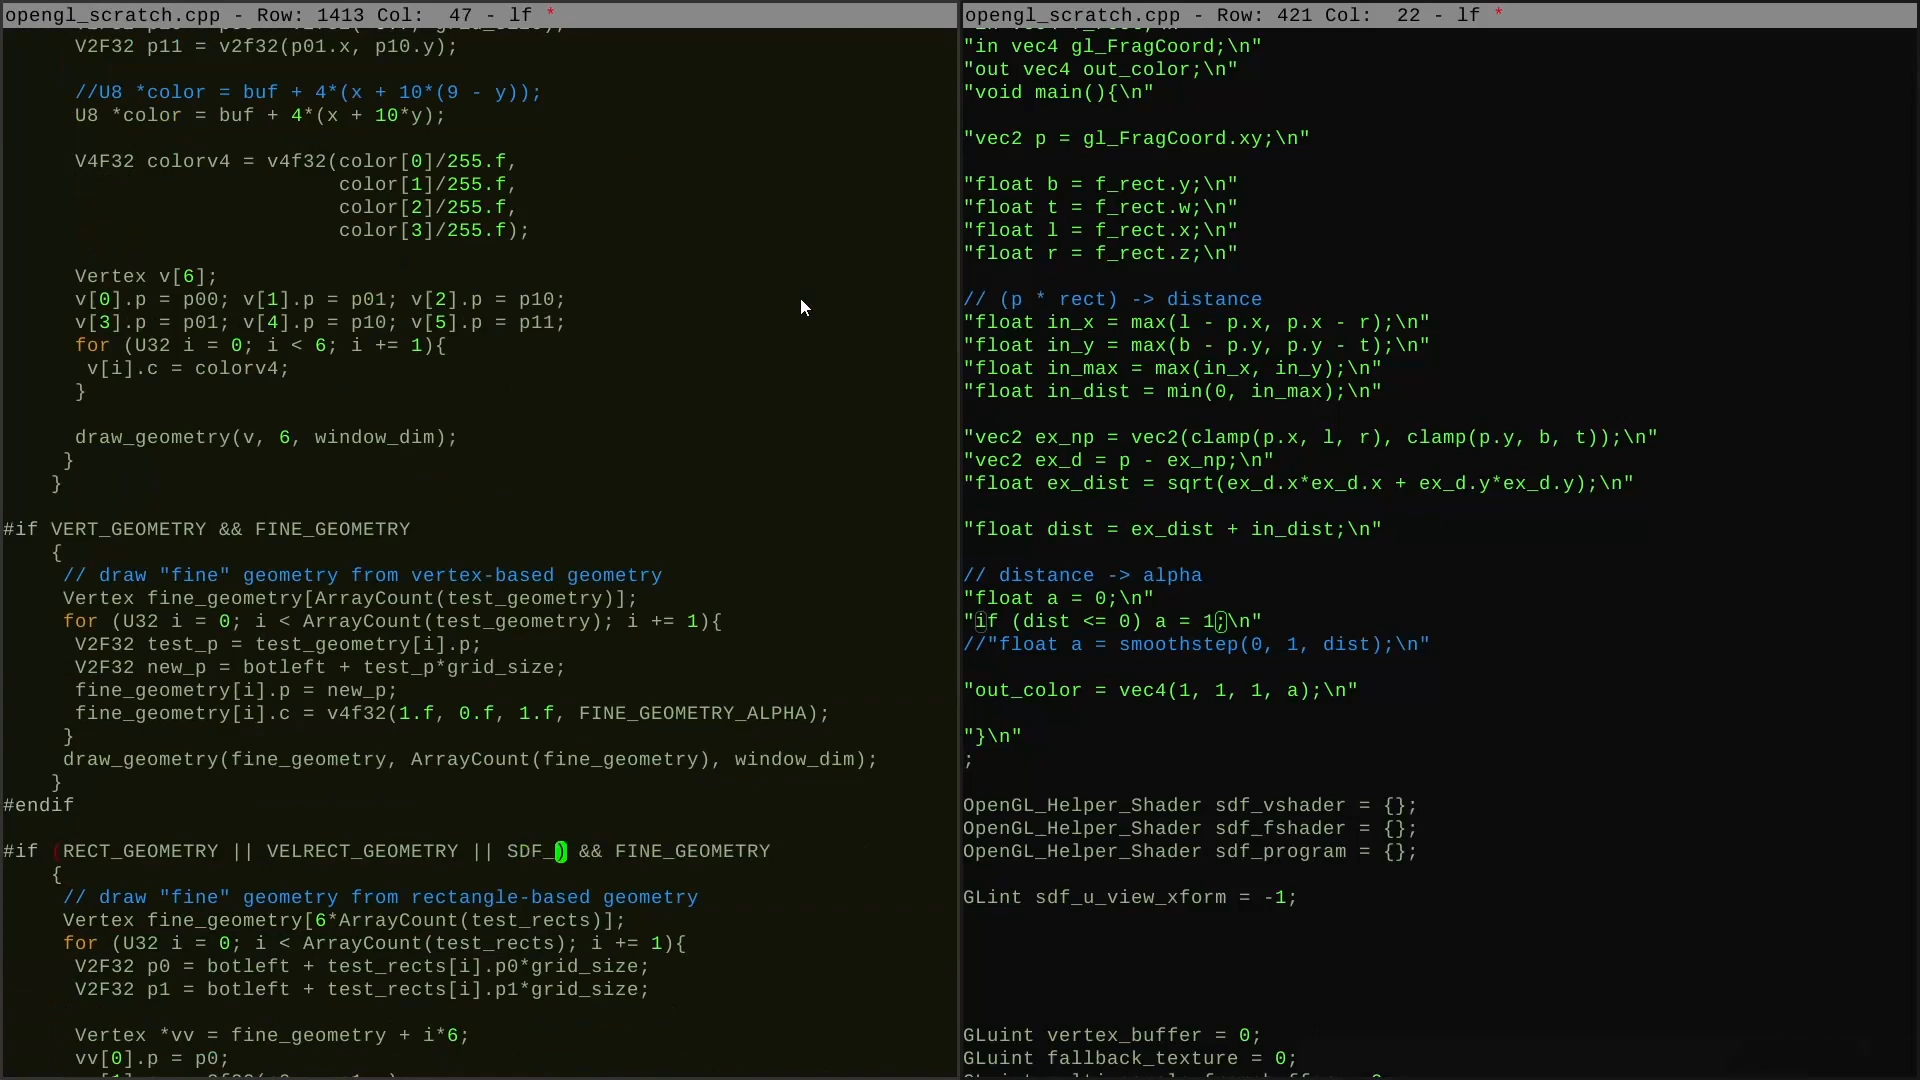 opengl_scratch.cpp - Row: 1413 Col:  47 - lf *
V2F32 p11 = v2f32(p01.x, p10.y);
//U8 *color = buf + 4*(x + 10*(9 - y));
U8 *color = buf + 4*(x + 10*y);
V4F32 colorv4 = v4f32(color[0]/255.f,
color[1]/255.f,
color[2]/255.f,
color[3]/255.f);
Vertex v[6];
v[0].p = p00; v[1].p = p01; v[2].p = p10;
v[3].p = p01; v[4].p = p10; v[5].p = p11;
for (U32 i = 0; i < 6; i += 1){
v[i].c = colorv4;
}
draw_geometry(v, 6, window_dim);
}
}
#if VERT_GEOMETRY && FINE_GEOMETRY
{
// draw "fine" geometry from vertex-based geometry
Vertex fine_geometry[ArrayCount(test_geometry)];
for (U32 i = 0; i < ArrayCount(test_geometry); i += 1){
V2F32 test_p = test_geometry[i].p;
V2F32 new_p = botleft + test_p*grid_size;
fine_geometry[i].p = new_p;
fine_geometry[i].c = v4f32(1.f, 0.f, 1.f, FINE_GEOMETRY_ALPHA);
}
draw_geometry(fine_geometry, ArrayCount(fine_geometry), window_dim);
}
#endif
#if (RECT_GEOMETRY || VELRECT_GEOMETRY || SDF_) && FINE_GEOMETRY
{
// draw "fine" geometry from rectangle-based geometry
Vertex fine_geometry[6*ArrayCount(test_rects)];
for (U32 i = 0; i < ArrayCount(test_rects); i += 1){
V2F32 p0 = botleft + test_rects[i].p0*grid_size;
V2F32 p1 = botleft + test_rects[i].p1*grid_size;
Vertex *vv = fine_geometry + i*6;
vv[0].p = p0;
opengl_scratch.cpp - Row: 421 Col:  22 - lf *
"in vec4 gl_FragCoord;\n"
"out vec4 out_color;\n"
"void main(){\n"
"vec2 p = gl_FragCoord.xy;\n"
"float b = f_rect.y;\n"
"float t = f_rect.w;\n"
"float l = f_rect.x;\n"
"float r = f_rect.z;\n"
// (p * rect) -> distance
"float in_x = max(l - p.x, p.x - r);\n"
"float in_y = max(b - p.y, p.y - t);\n"
"float in_max = max(in_x, in_y);\n"
"float in_dist = min(0, in_max);\n"
"vec2 ex_np = vec2(clamp(p.x, l, r), clamp(p.y, b, t));\n"
"vec2 ex_d = p - ex_np;\n"
"float ex_dist = sqrt(ex_d.x*ex_d.x + ex_d.y*ex_d.y);\n"
"float dist = ex_dist + in_dist;\n"
// distance -> alpha
"float a = 0;\n"
"if (dist <= 0) a = 1;\n"
//"float a = smoothstep(0, 1, dist);\n"
"out_color = vec4(1, 1, 1, a);\n"
"}\n"
;
OpenGL_Helper_Shader sdf_vshader = {};
OpenGL_Helper_Shader sdf_fshader = {};
OpenGL_Helper_Shader sdf_program = {};
GLint sdf_u_view_xform = -1;
GLuint vertex_buffer = 0;
GLuint fallback_texture = 0;